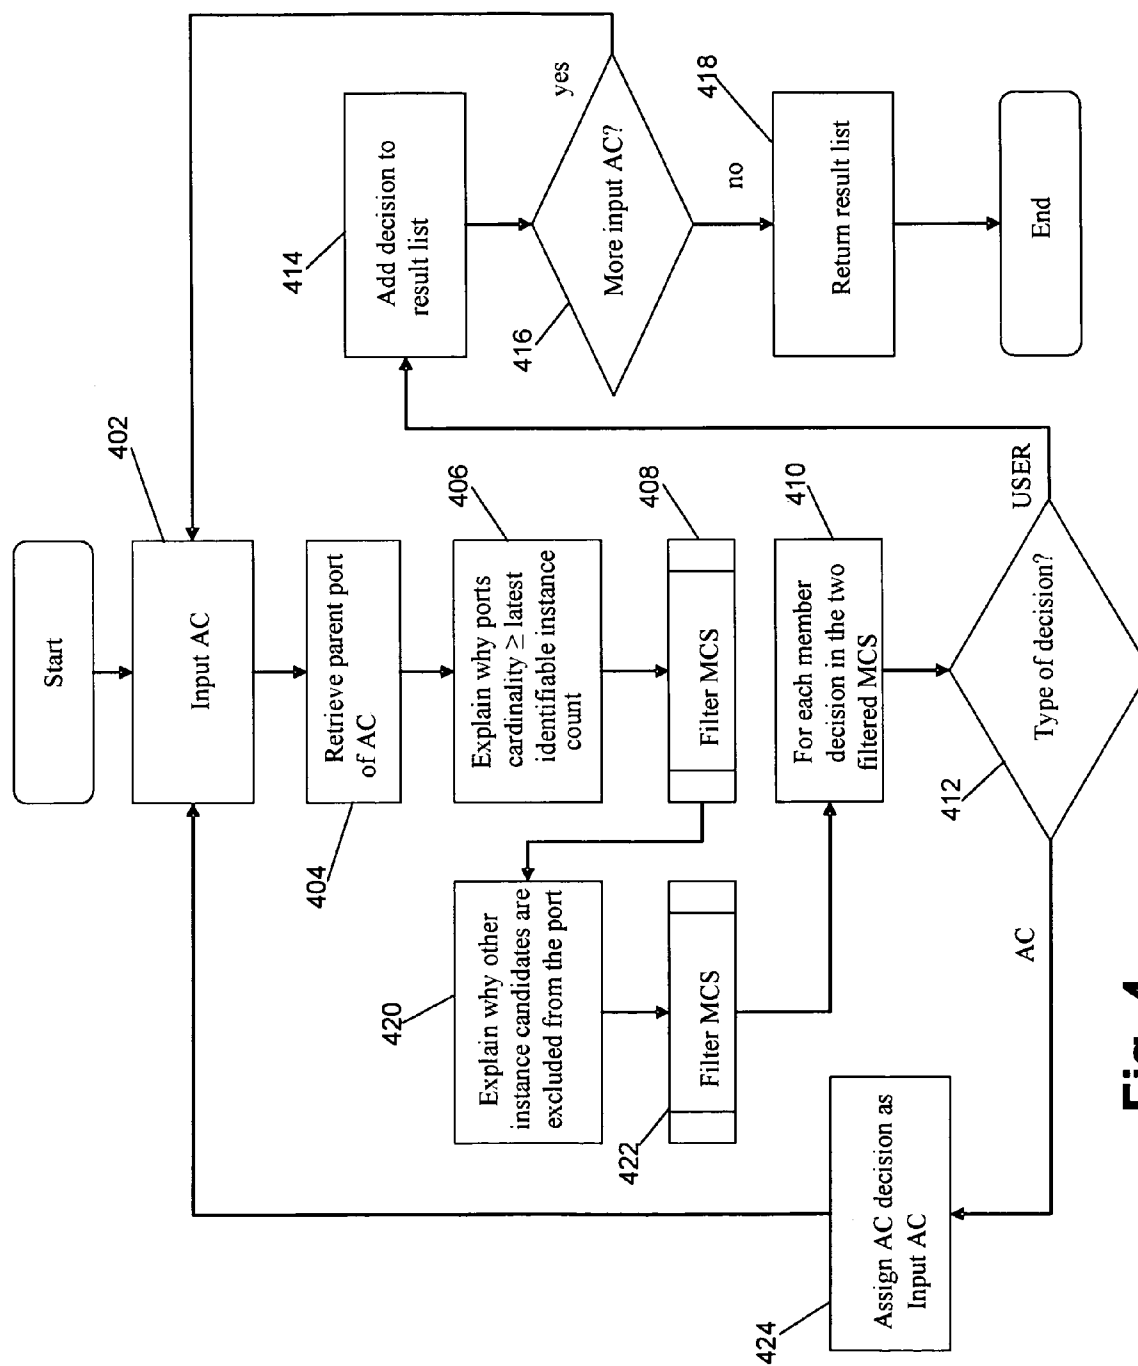 Start
402
Input AC
Retrieve parent port
of AC
404
406
Explain why ports
cardinality ≥ latest
identifiable instance
count
408
Filter MCS
420
Explain why other
instance candidates are
excluded from the port
422
Filter MCS
410
For each member
decision in the two
filtered MCS
412
Type of decision?
USER
AC
424
Assign AC decision as
Input AC
414
Add decision to
result list
416
More input AC?
yes
no
418
Return result list
End